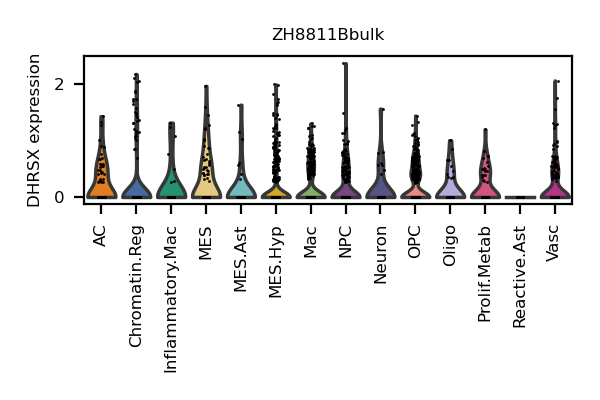 ZH8811Bbulk
DHRSX expression
2
0
AC
Chromatin.Reg
Inflammatory.Mac
MES
MES.Ast
MES.Hyp
Mac
NPC
Neuron
OPC
Oligo
Prolif.Metab
Reactive.Ast
Vasc